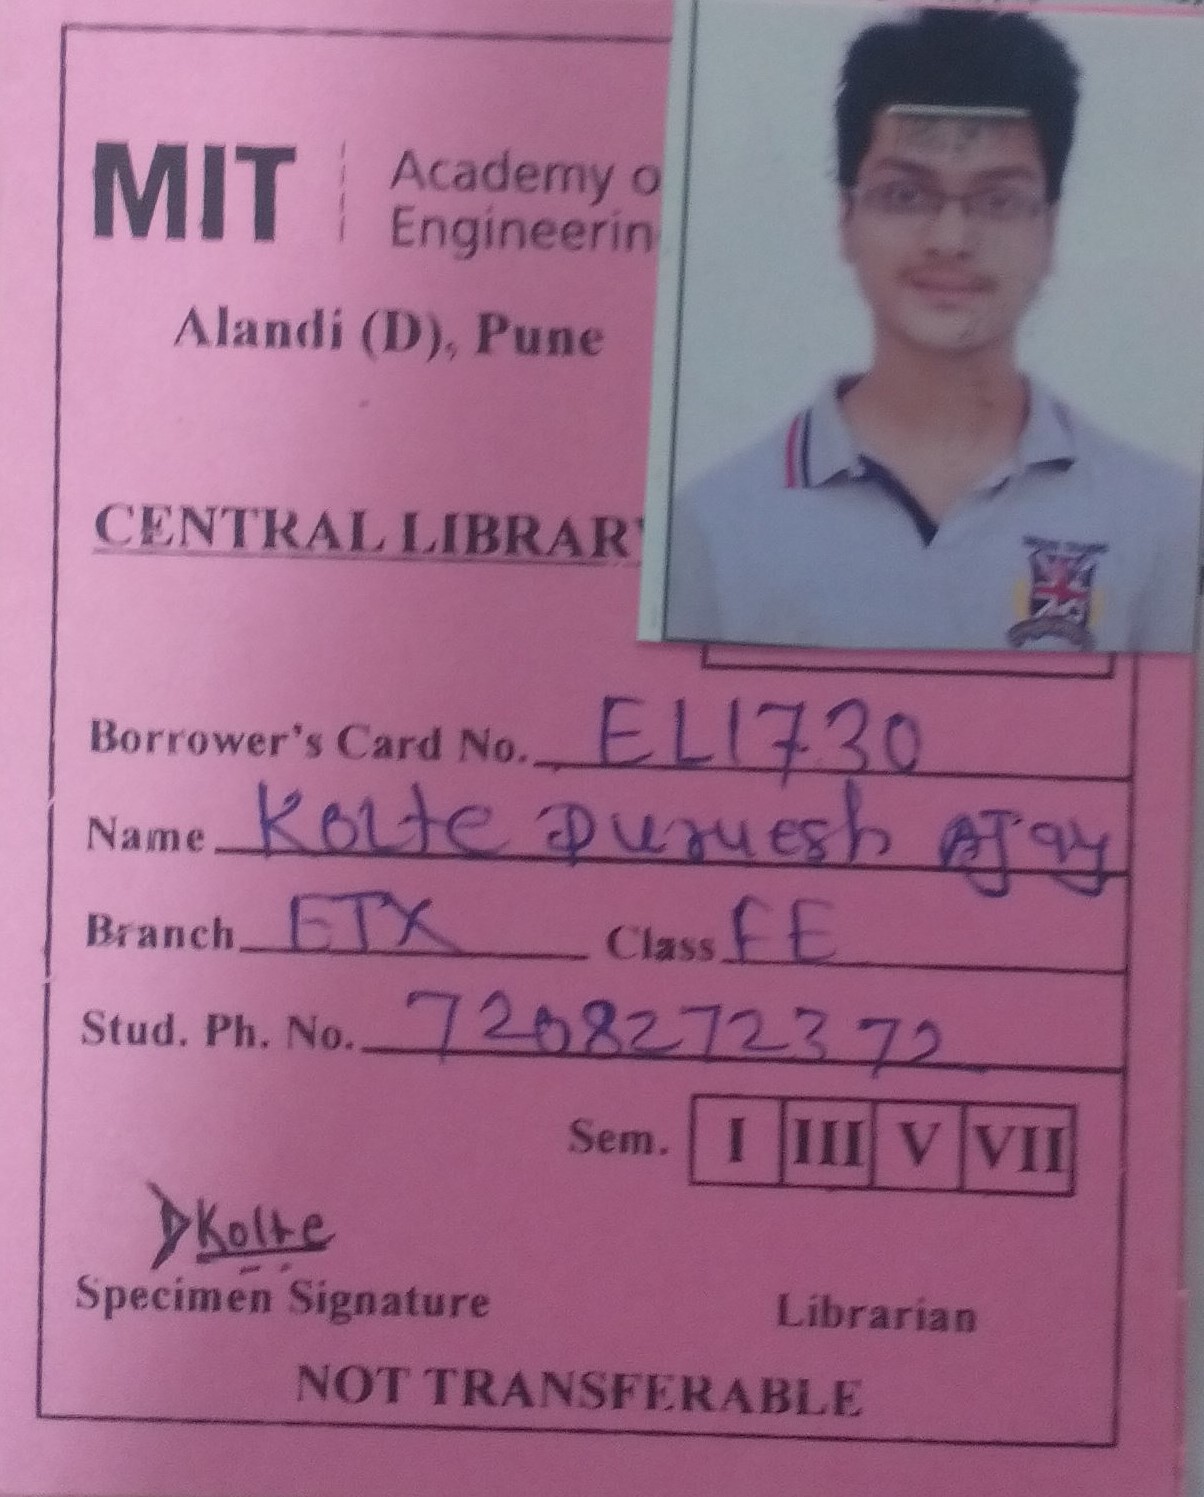 MIT Academy o
Engineerin
Alandi (D), Pune
CENTRAL LIBRAR
Borrower's Card No. EL1730
Name Kolte Durvesh Ajay
Branch ETX Class FE
Stud. Ph. No. 7208272372
Sem. I III V VII
DKolte
Specimen Signature Librarian
NOT TRANSFERABLE